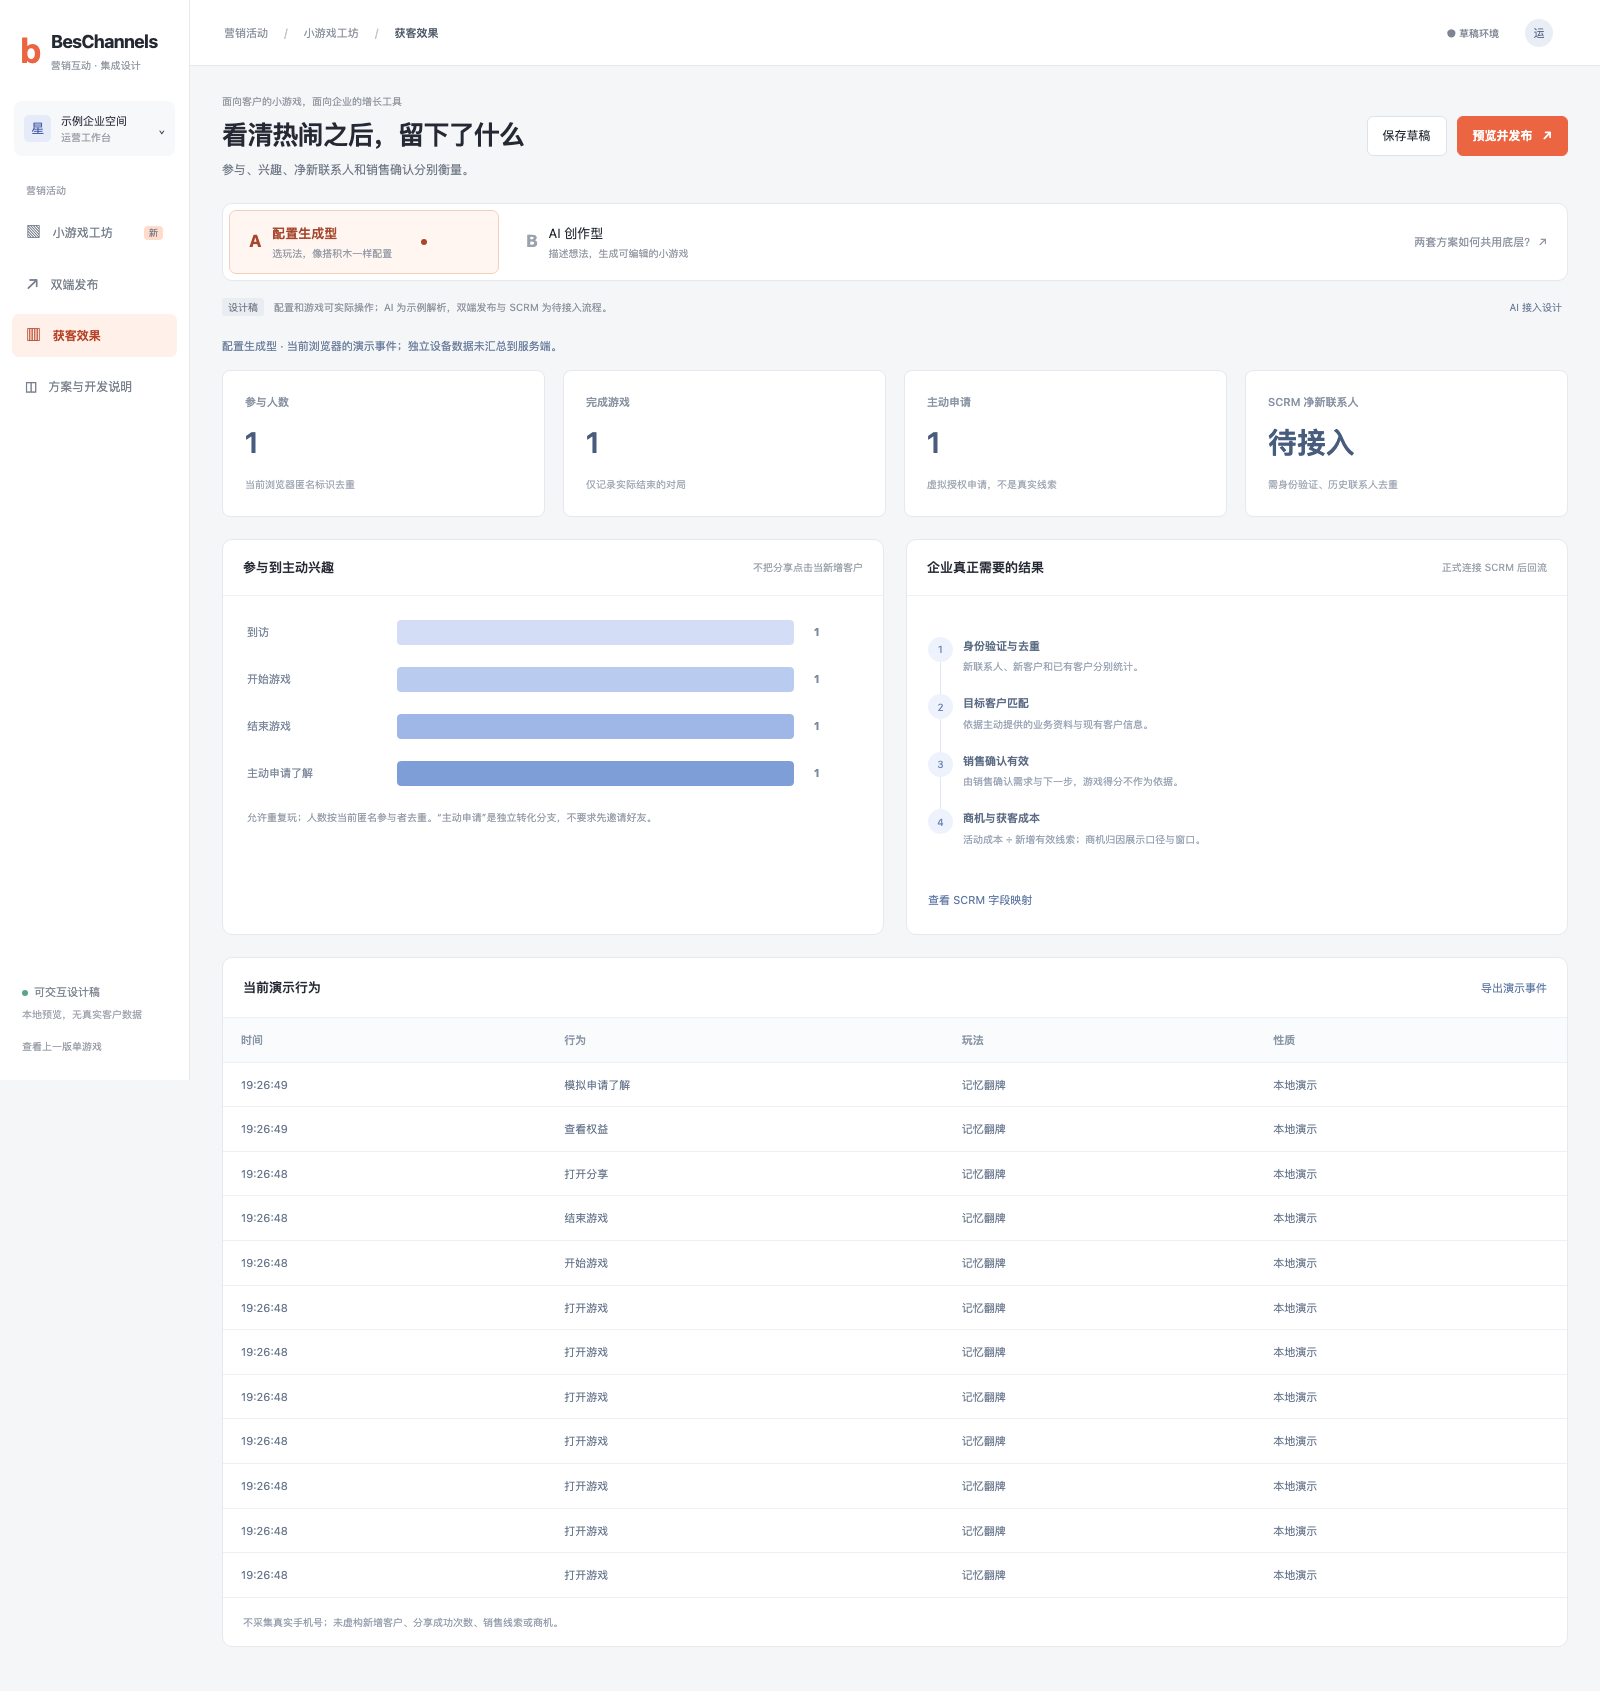 b BesChannels
营销互动 · 集成设计
星 示例企业空间
运营工作台
营销活动
小游戏工坊 新
双端发布
获客效果
方案与开发说明
可交互设计稿
本地预览，无真实客户数据
查看上一版单游戏
营销活动 / 小游戏工坊 / 获客效果
草稿环境 运
面向客户的小游戏，面向企业的增长工具
看清热闹之后，留下了什么
参与、兴趣、净新联系人和销售确认分别衡量。
保存草稿 预览并发布
A 配置生成型
选玩法，像搭积木一样配置
B AI 创作型
描述想法，生成可编辑的小游戏
两套方案如何共用底层？
设计稿 配置和游戏可实际操作；AI 为示例解析，双端发布与 SCRM 为待接入流程。
AI 接入设计
配置生成型 · 当前浏览器的演示事件；独立设备数据未汇总到服务端。
参与人数
1
当前浏览器匿名标识去重
完成游戏
1
仅记录实际结束的对局
主动申请
1
虚拟授权申请，不是真实线索
SCRM 净新联系人
待接入
需身份验证、历史联系人去重
参与到主动兴趣 不把分享点击当新增客户
到访 1
开始游戏 1
结束游戏 1
主动申请了解 1
允许重复玩；人数按当前匿名参与者去重。“主动申请”是独立转化分支，不要求先邀请好友。
企业真正需要的结果 正式连接 SCRM 后回流
1 身份验证与去重
新联系人、新客户和已有客户分别统计。
2 目标客户匹配
依据主动提供的业务资料与现有客户信息。
3 销售确认有效
由销售确认需求与下一步，游戏得分不作为依据。
4 商机与获客成本
活动成本 ÷ 新增有效线索；商机归因展示口径与窗口。
查看 SCRM 字段映射
当前演示行为 导出演示事件
时间 行为 玩法 性质
19:26:49 模拟申请了解 记忆翻牌 本地演示
19:26:49 查看权益 记忆翻牌 本地演示
19:26:48 打开分享 记忆翻牌 本地演示
19:26:48 结束游戏 记忆翻牌 本地演示
19:26:48 开始游戏 记忆翻牌 本地演示
19:26:48 打开游戏 记忆翻牌 本地演示
19:26:48 打开游戏 记忆翻牌 本地演示
19:26:48 打开游戏 记忆翻牌 本地演示
19:26:48 打开游戏 记忆翻牌 本地演示
19:26:48 打开游戏 记忆翻牌 本地演示
19:26:48 打开游戏 记忆翻牌 本地演示
19:26:48 打开游戏 记忆翻牌 本地演示
不采集真实手机号；未虚构新增客户、分享成功次数、销售线索或商机。